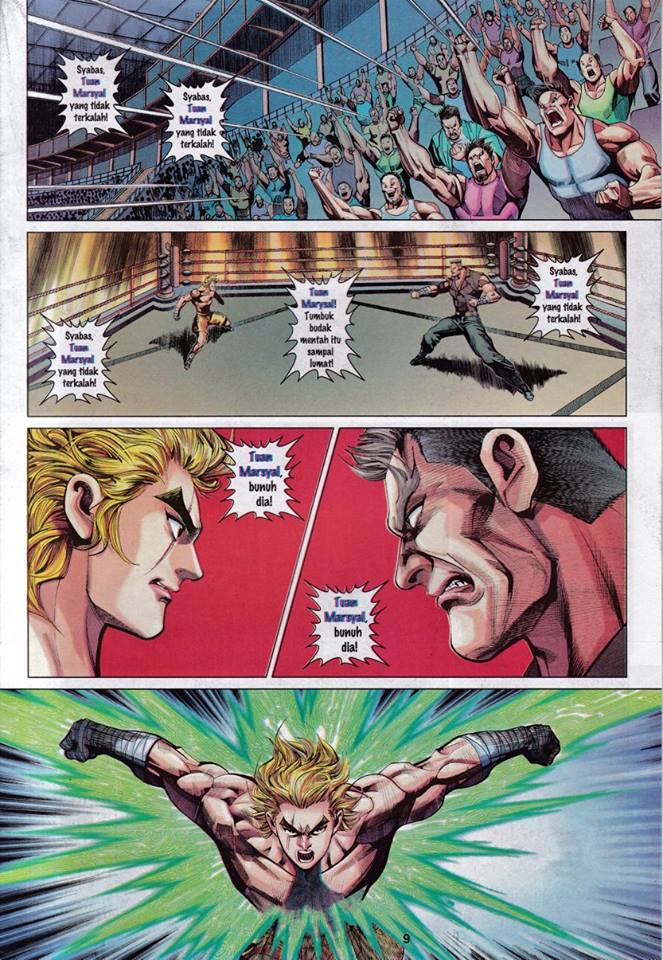 Syabas,
Tuan
Marsyal
yang tidak
terkalah!
Syabas,
Tuan
Marsyal
yang tidak
terkalah!
Syabas,
Tuan
Marsyal
yang tidak
terkalah!
Tuan
Marysal!
Tumbuk
budak
mentah itu
sampai
lumat!
Syabas,
Tuan
Marsyal
yang tidak
terkalah!
Tuan
Marsyal,
bunuh
dia!
Tuan
Marsyal,
bunuh
dia!
9